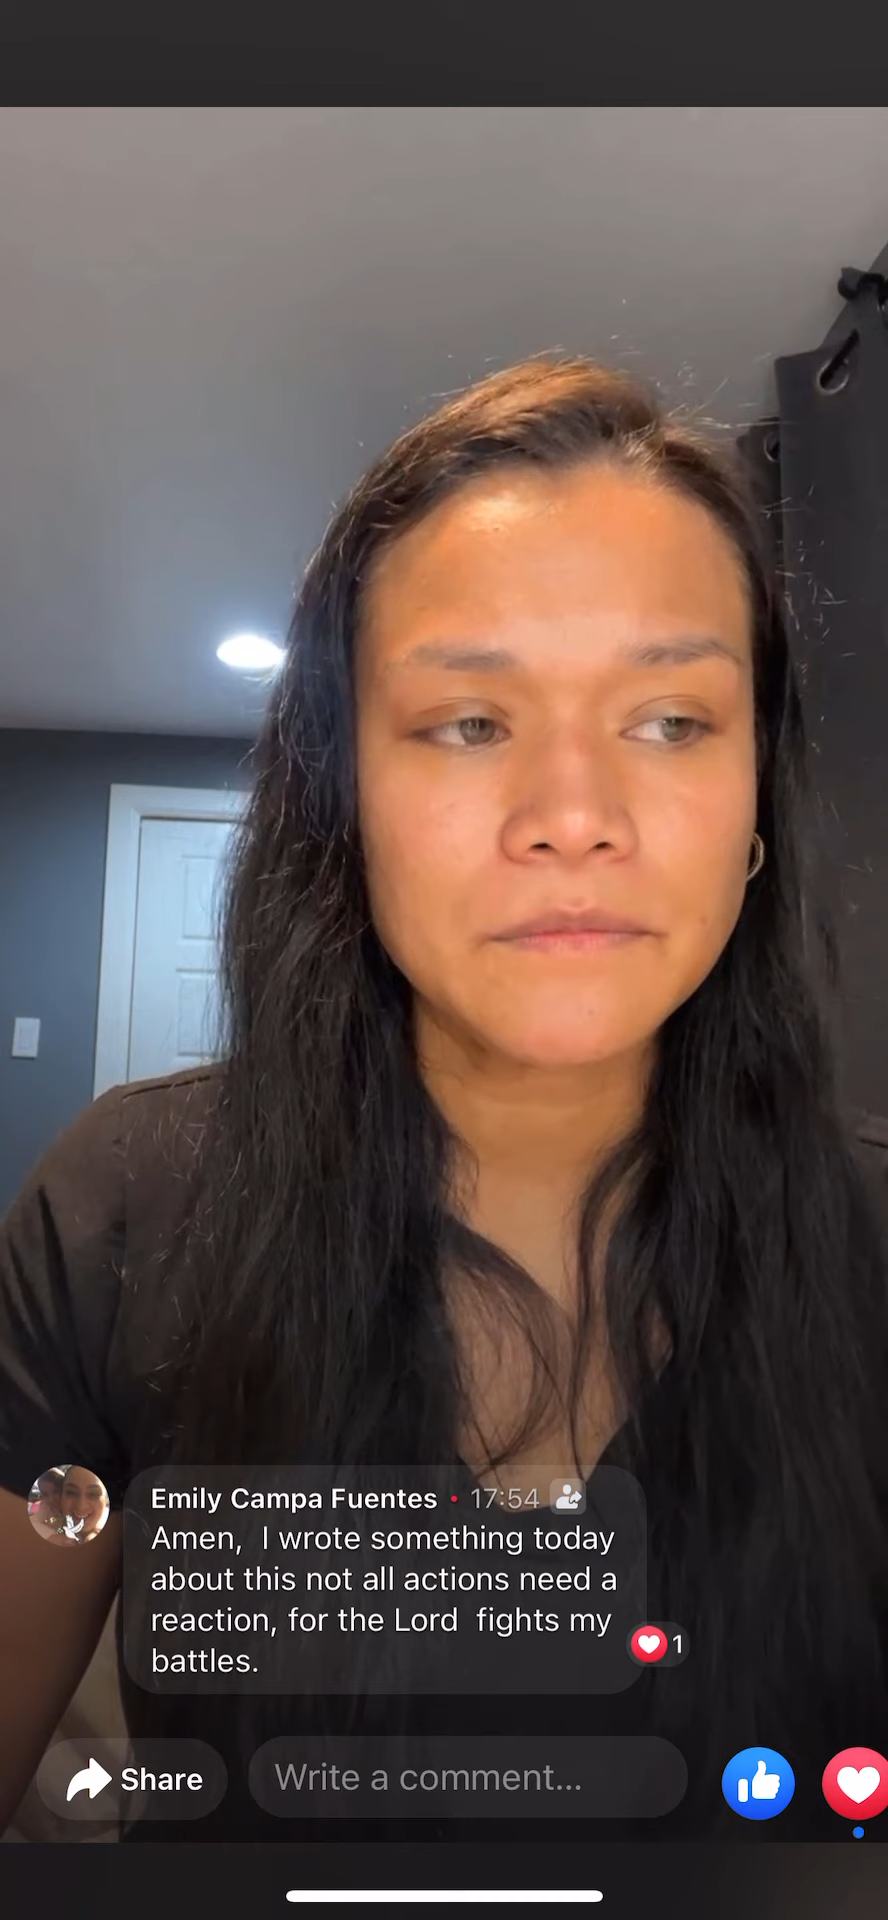 Emily Campa Fuentes • 17:54
Amen,  I wrote something today
about this not all actions need a
reaction, for the Lord  fights my
battles.
1
Share
Write a comment...